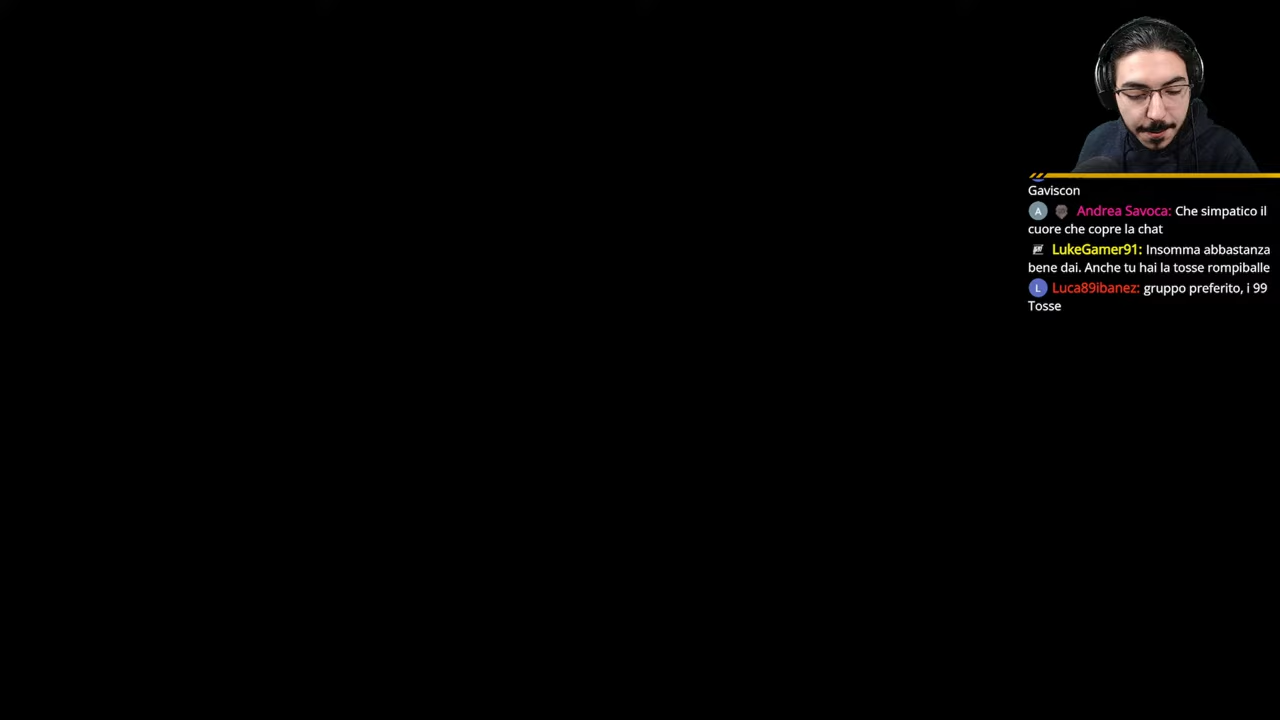 Gaviscon
Andrea Savoca: Che simpatico il
cuore che copre la chat
LukeGamer91: Insomma abbastanza
bene dai. Anche tu hai la tosse rompiballe
Luca89ibanez: gruppo preferito, i 99
Tosse